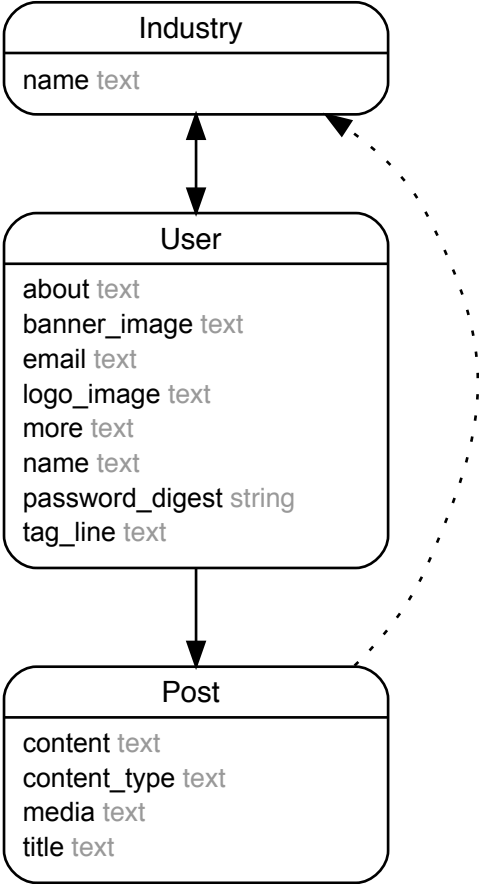 Industry
name text
User
about text
banner_image text
email text
logo_image text
more text
name text
password_digest string
tag_line text
Post
content text
content_type text
media text
title text